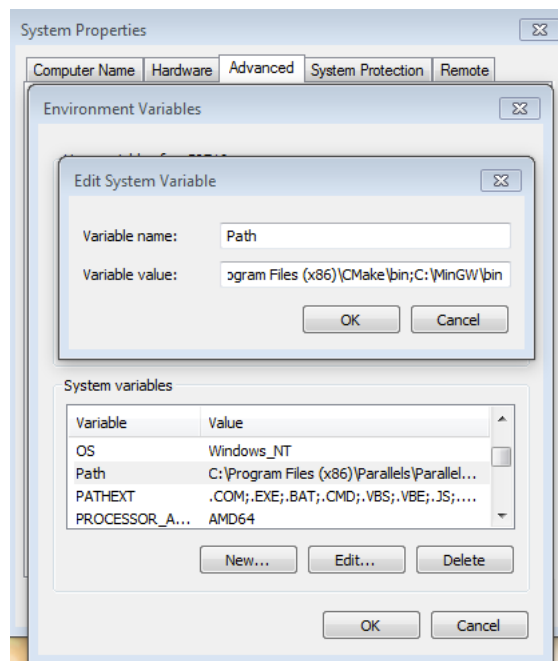 System Properties
Computer Name Hardware Advanced System Protection Remote
Environment Variables
Edit System Variable
Variable name: Path
Variable value: ogram Files (x86)\CMake\bin;C:\MinGW\bin
OK Cancel
System variables
Variable Value
OS Windows_NT
Path C:\Program Files (x86)\Parallels\Parallel...
PATHEXT .COM;.EXE;.BAT;.CMD;.VBS;.VBE;.JS;....
PROCESSOR_A... AMD64
New... Edit... Delete
OK Cancel